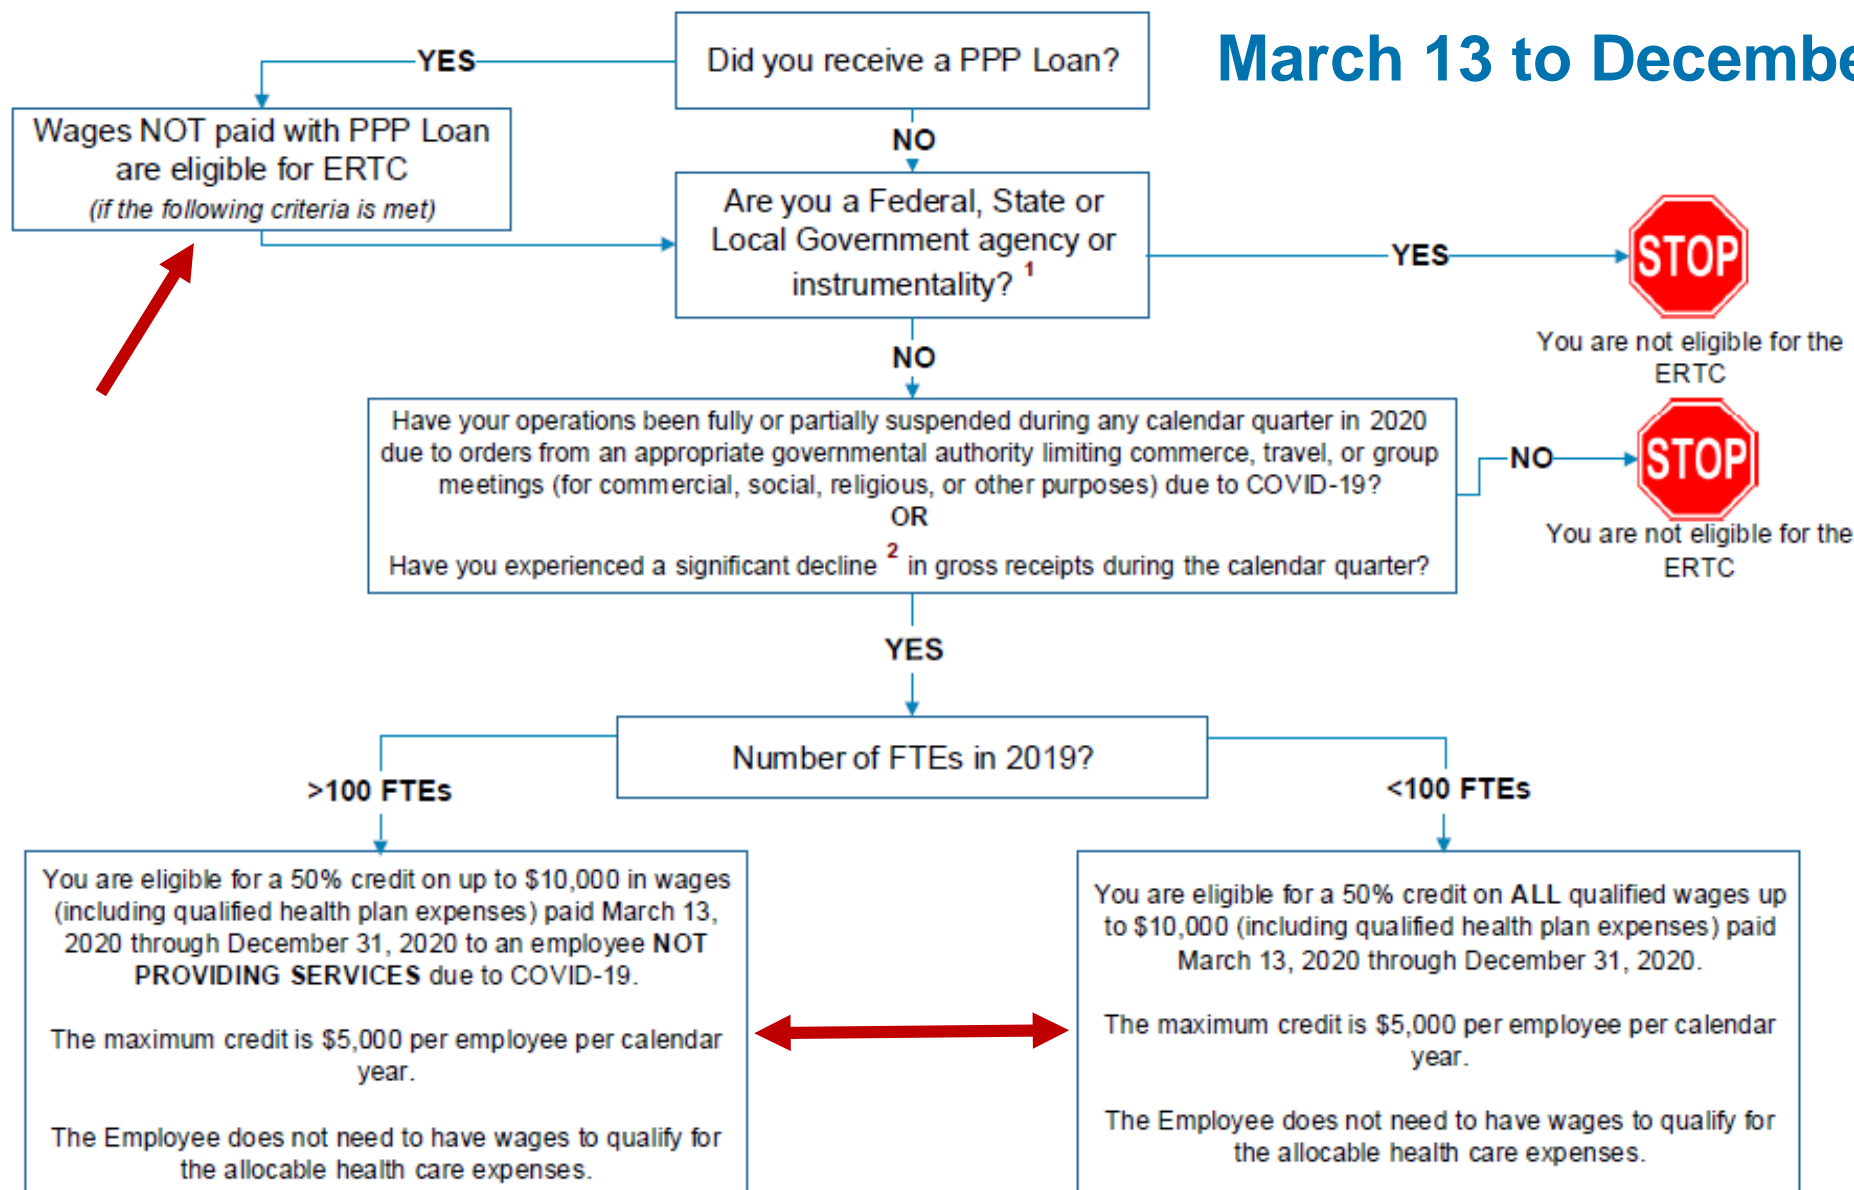 March 13 to Decembe
Did you receive a PPP Loan?
YES
NO
Wages NOT paid with PPP Loan
are eligible for ERTC
(if the following criteria is met)
Are you a Federal, State or
Local Government agency or
instrumentality? 1
YES
STOP
You are not eligible for the
ERTC
NO
Have your operations been fully or partially suspended during any calendar quarter in 2020
due to orders from an appropriate governmental authority limiting commerce, travel, or group
meetings (for commercial, social, religious, or other purposes) due to COVID-19?
OR
Have you experienced a significant decline 2 in gross receipts during the calendar quarter?
NO
STOP
You are not eligible for the
ERTC
YES
Number of FTEs in 2019?
>100 FTEs
<100 FTEs
You are eligible for a 50% credit on up to $10,000 in wages
(including qualified health plan expenses) paid March 13,
2020 through December 31, 2020 to an employee NOT
PROVIDING SERVICES due to COVID-19.
The maximum credit is $5,000 per employee per calendar
year.
The Employee does not need to have wages to qualify for
the allocable health care expenses.
You are eligible for a 50% credit on ALL qualified wages up
to $10,000 (including qualified health plan expenses) paid
March 13, 2020 through December 31, 2020.
The maximum credit is $5,000 per employee per calendar
year.
The Employee does not need to have wages to qualify for
the allocable health care expenses.